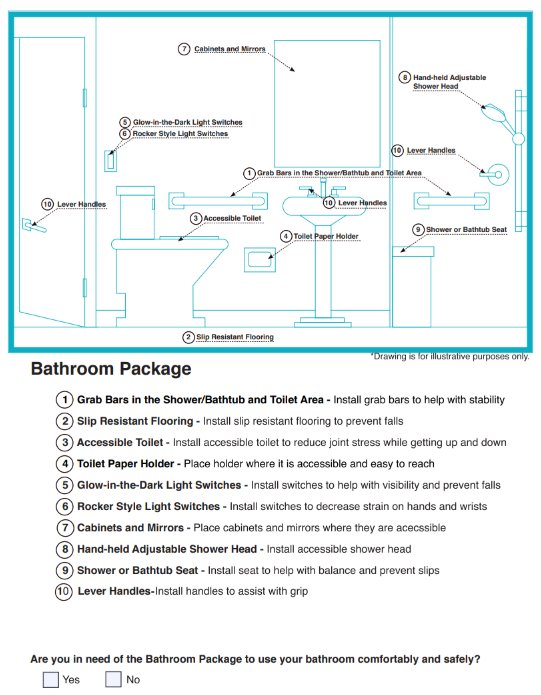 7 Cabinets and Mirrors
8 Hand-held Adjustable
Shower Head
5 Glow-in-the-Dark Light Switches
6 Rocker Style Light Switches
10 Lever Handles
1 Grab Bars in the Shower/Bathtub and Toilet Area
10 Lever Handles
10 Lever Handles
3 Accessible Toilet
9 Shower or Bathtub Seat
4 Toilet Paper Holder
2 Slip Resistant Flooring
*Drawing is for illustrative purposes only.
Bathroom Package
1 Grab Bars in the Shower/Bathtub and Toilet Area - Install grab bars to help with stability
2 Slip Resistant Flooring - Install slip resistant flooring to prevent falls
3 Accessible Toilet - Install accessible toilet to reduce joint stress while getting up and down
4 Toilet Paper Holder - Place holder where it is accessible and easy to reach
5 Glow-in-the-Dark Light Switches - Install switches to help with visibility and prevent falls
6 Rocker Style Light Switches - Install switches to decrease strain on hands and wrists
7 Cabinets and Mirrors - Place cabinets and mirrors where they are acecssible
8 Hand-held Adjustable Shower Head - Install accessible shower head
9 Shower or Bathtub Seat - Install seat to help with balance and prevent slips
10 Lever Handles-Install handles to assist with grip
Are you in need of the Bathroom Package to use your bathroom comfortably and safely?
Yes No